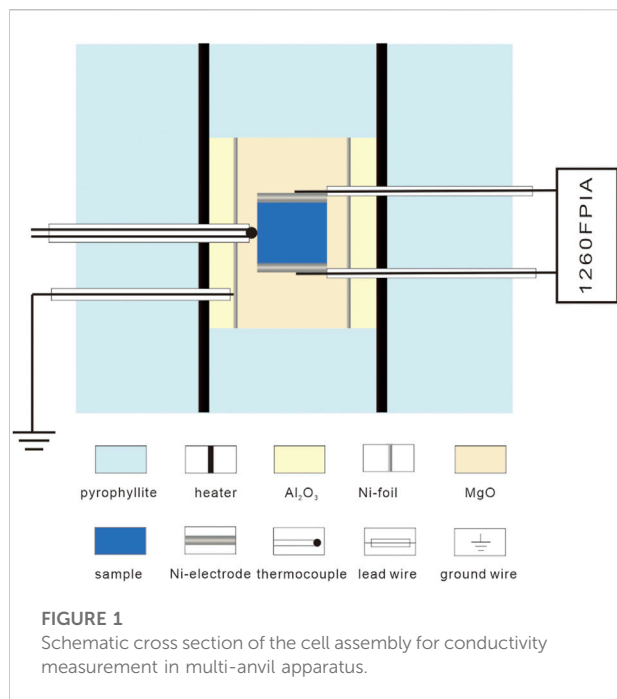 1260FPIA
pyrophyllite heater Al₂O₃ Ni-foil MgO
sample Ni-electrode thermocouple lead wire ground wire
FIGURE 1
Schematic cross section of the cell assembly for conductivity
measurement in multi-anvil apparatus.